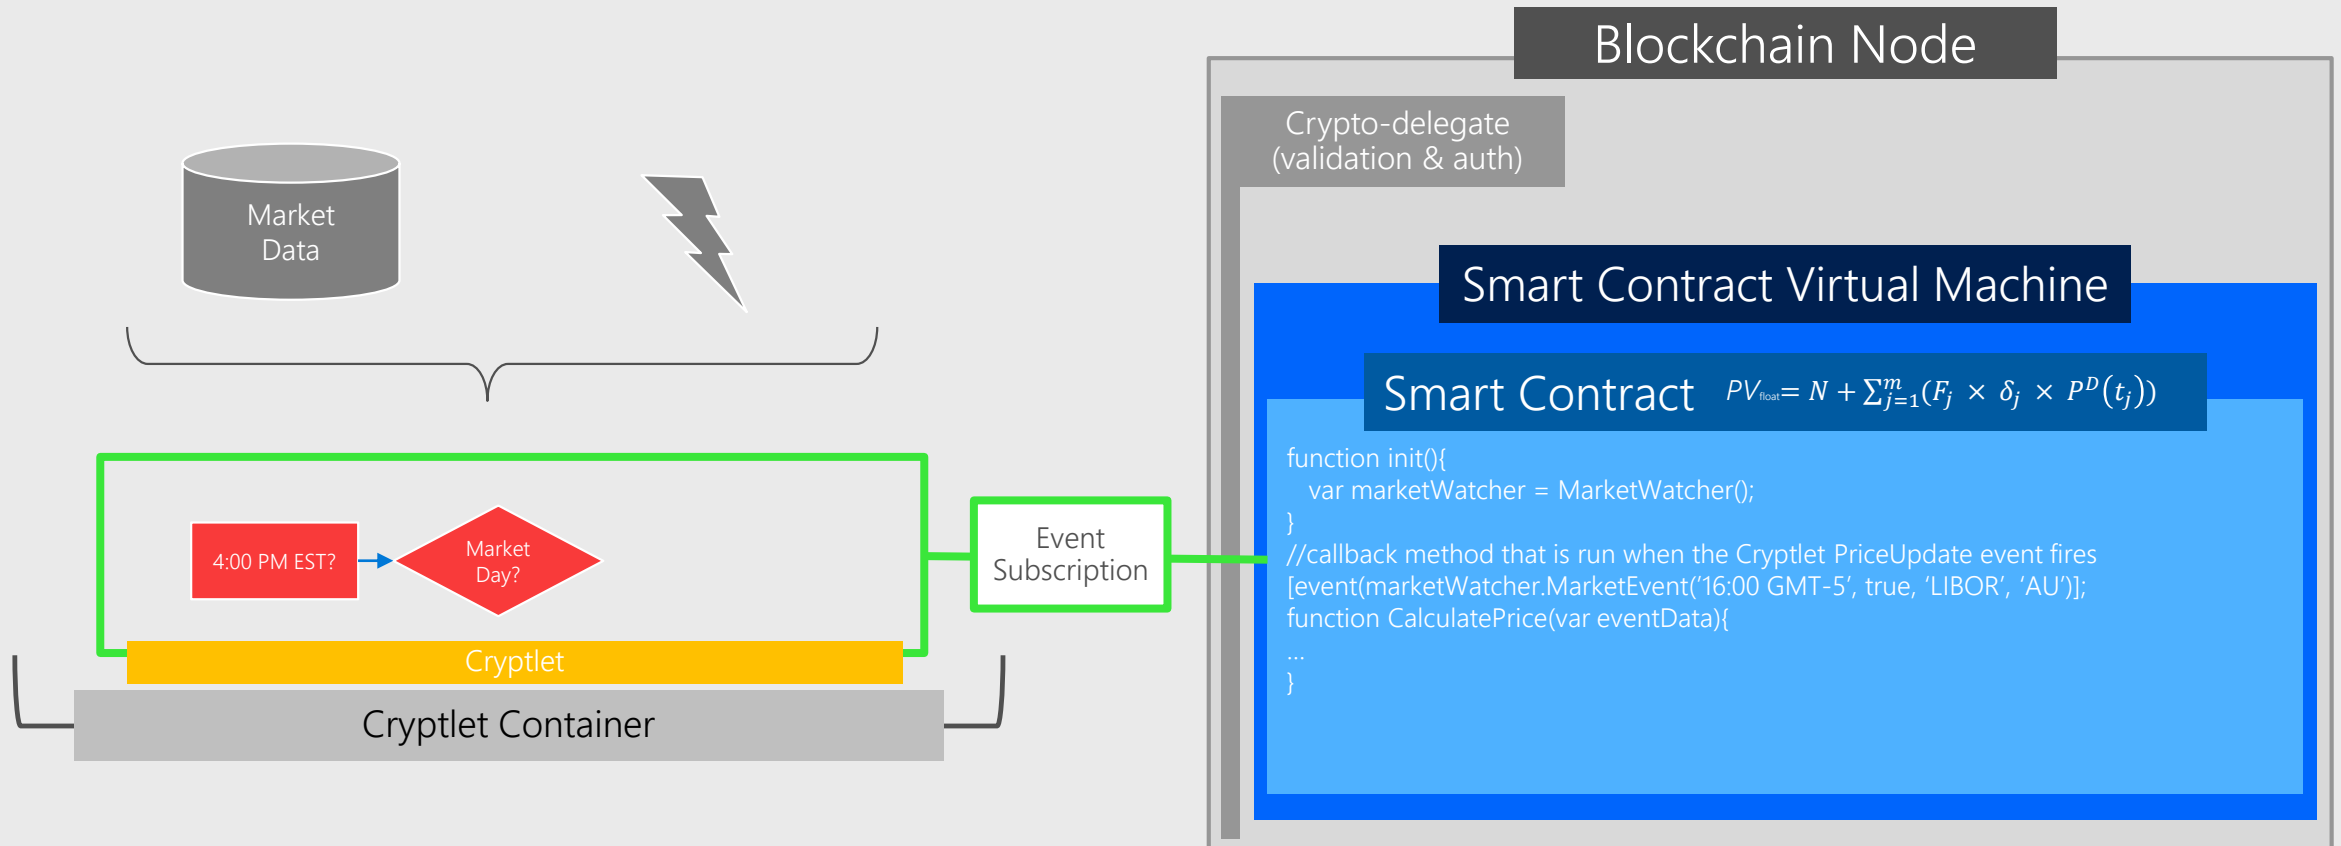 Blockchain Node
Crypto-delegate
(validation & auth)
Market
Data
Smart Contract Virtual Machine
Smart Contract PVfloat= N + ∑ᵐⱼ₌₁(Fⱼ × δⱼ × Pᴰ(tⱼ))
function init(){
var marketWatcher = MarketWatcher();
}
//callback method that is run when the Cryptlet PriceUpdate event fires
[event(marketWatcher.MarketEvent(‘16:00 GMT-5’, true, ‘LIBOR’, ‘AU’)];
function CalculatePrice(var eventData){
...
}
4:00 PM EST?
Market
Day?
Event
Subscription
Cryptlet
Cryptlet Container